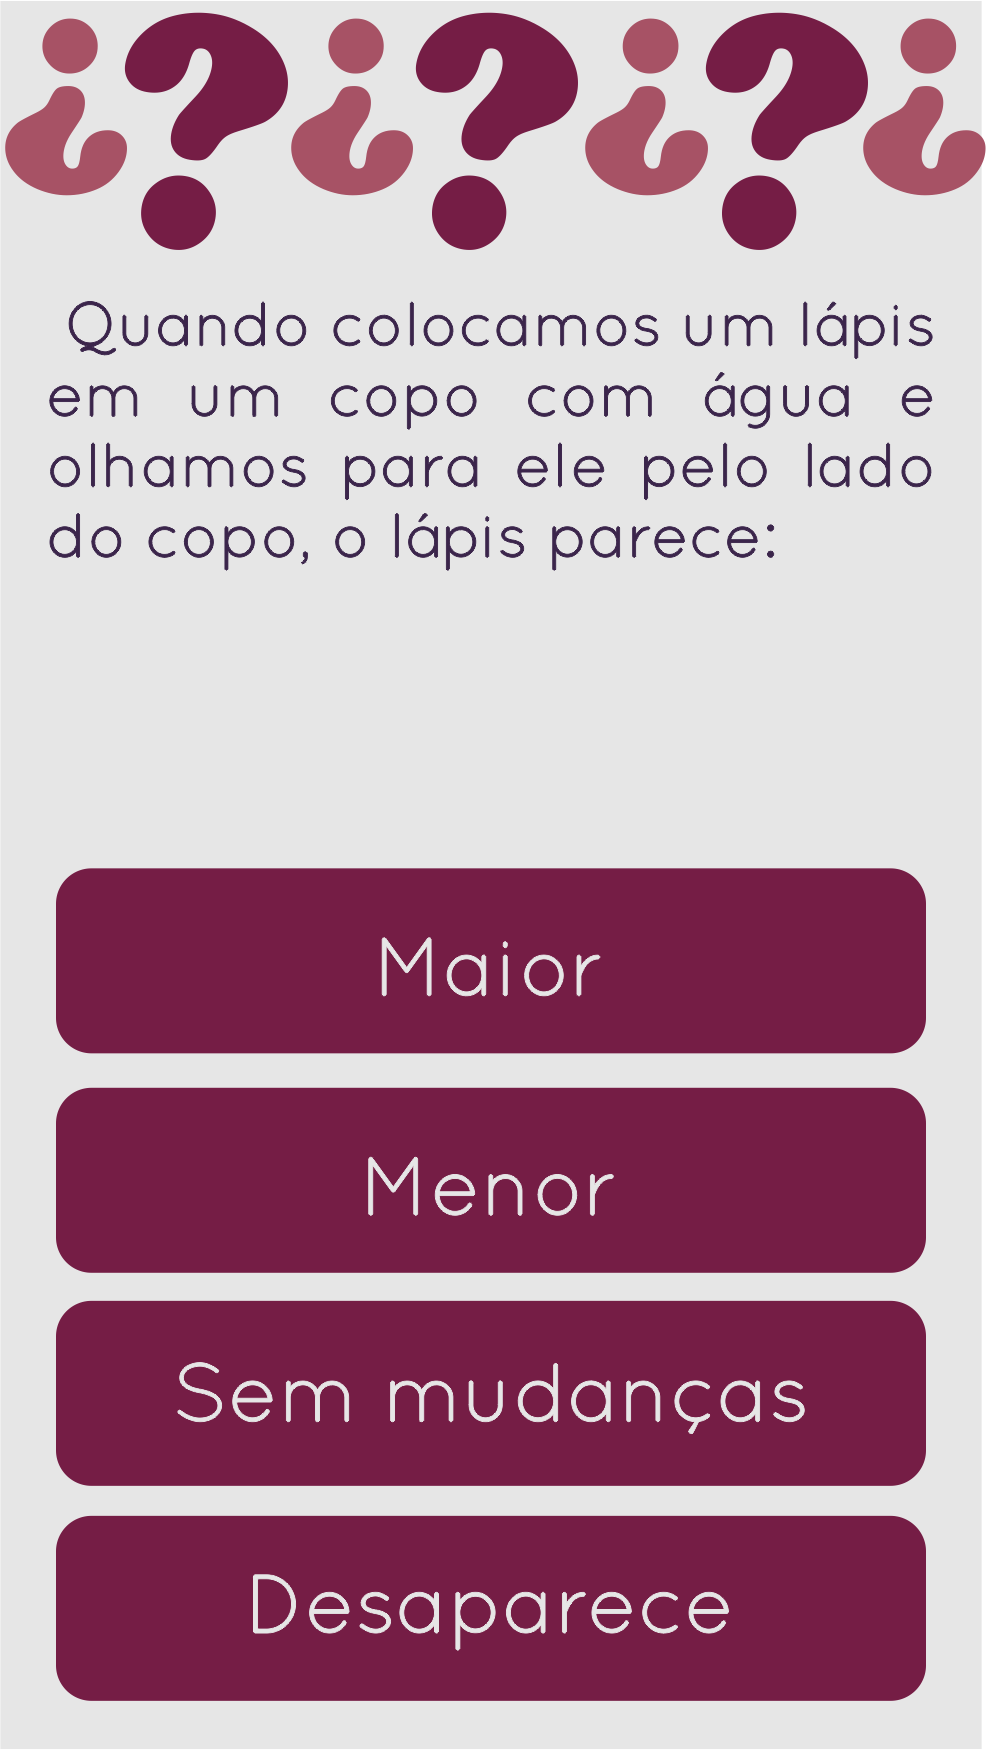 ¿?¿?¿?¿
Quando colocamos um lápis
em um copo com água e
olhamos para ele pelo lado
do copo, o lápis parece:
Maior
Menor
Sem mudanças
Desaparece